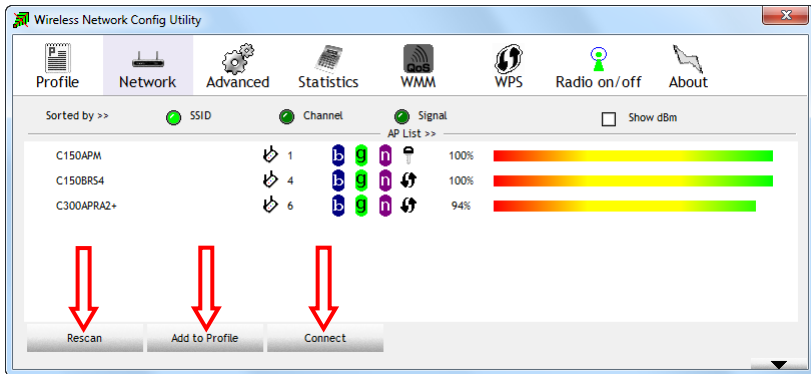 Wireless Network Config Utility
x
Profile Network Advanced Statistics WMM WPS Radio on/off About
QoS
Sorted by >> SSID Channel Signal Show dBm
AP List >>
C150APM 1 b g n 100%
C150BRS4 4 b g n 100%
C300APRA2+ 6 b g n 94%
Rescan Add to Profile Connect